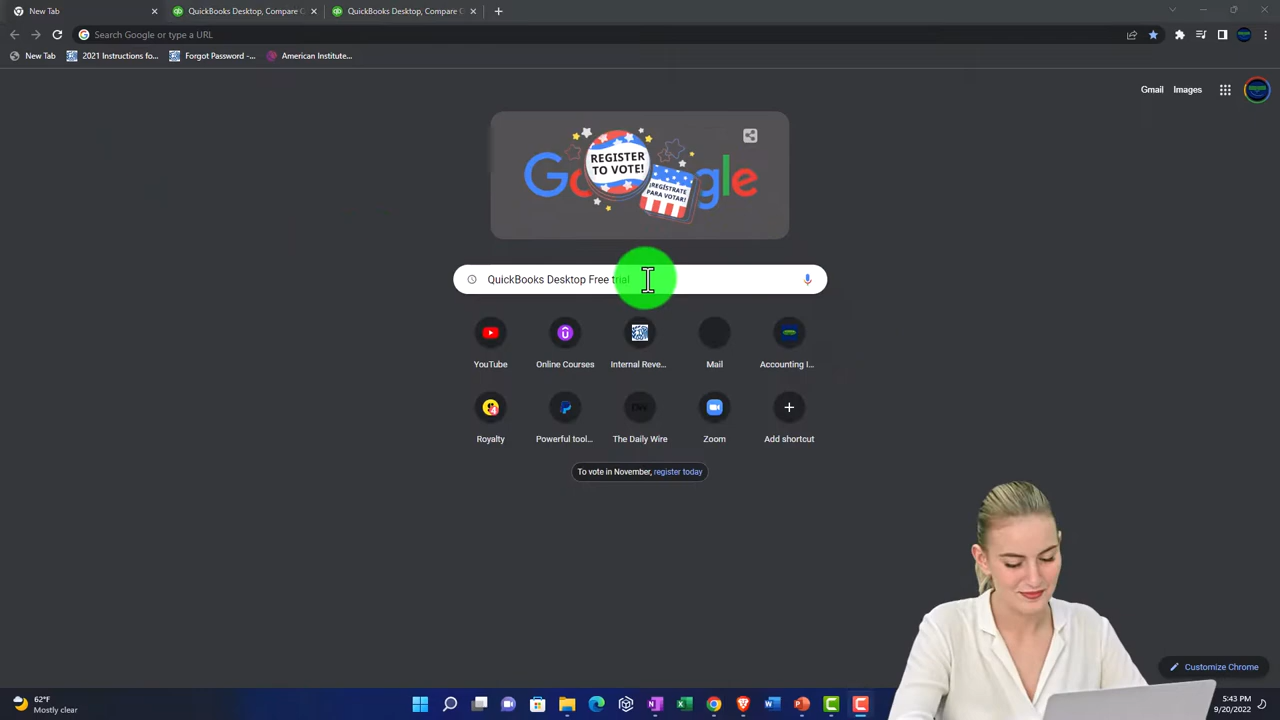 New Tab
QuickBooks Desktop, Compare C
QuickBooks Desktop, Compare C
Search Google or type a URL
New Tab
2021 Instructions fo...
Forgot Password -...
American Institute...
Gmail
Images
REGISTER
TO VOTE!
¡REGÍSTRATE
PARA VOTAR!
Google
QuickBooks Desktop Free trial
YouTube
Online Courses
Internal Reve...
Mail
Accounting I...
Royalty
Powerful tool...
The Daily Wire
Zoom
Add shortcut
To vote in November, register today
Customize Chrome
62°F
Mostly clear
5:43 PM
9/20/2022